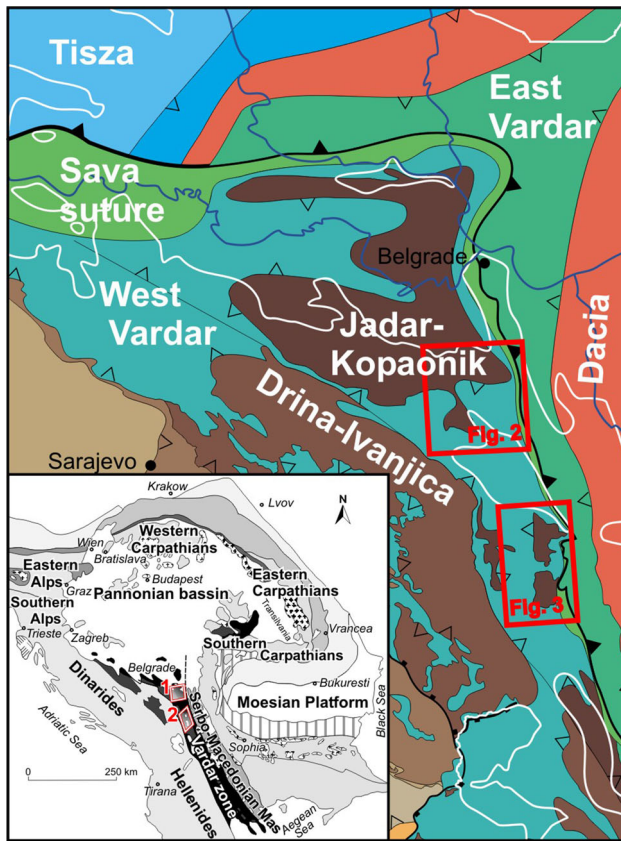 Tisza
East
Vardar
Sava
suture
Belgrade
West
Vardar
Jadar-
Kopaonik
Dacia
Drina-Ivanjica
Fig. 2
Sarajevo
Fig. 3
Krakow
Lvov
N
Western
Carpathians
Wien
Bratislava
Eastern
Alps
Budapest
Eastern
Carpathians
Graz
Pannonian basin
Transilvania
Southern
Alps
Trieste
Zagreb
Southern
Carpathians
Vrancea
Belgrade
Bukuresti
1
2
Dinarides
Moesian Platform
Black Sea
Adriatic Sea
Serbo-Macedonian Mas
Sophia
0
250 km
Vardar zone
Tirana
Hellenides
Aegean
Sea